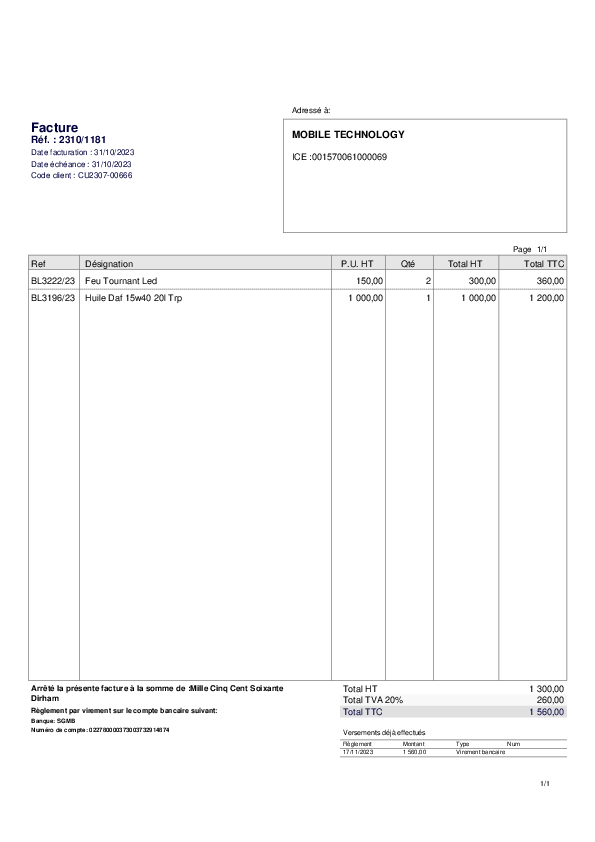 Adressé à:
Facture
Réf. : 2310/1181
Date facturation : 31/10/2023
Date échéance : 31/10/2023
Code client : CU2307-00666
MOBILE TECHNOLOGY
ICE :001570061000069
Page 1/1
Ref Désignation P.U. HT Qté Total HT Total TTC
BL3222/23 Feu Tournant Led 150,00 2 300,00 360,00
BL3196/23 Huile Daf 15w40 20l Trp 1 000,00 1 1 000,00 1 200,00
Arrêté la présente facture à la somme de :Mille Cinq Cent Soixante
Dirham
Règlement par virement sur le compte bancaire suivant:
Banque: SGMB
Numéro de compte: 022780000373003732914874
Total HT 1 300,00
Total TVA 20% 260,00
Total TTC 1 560,00
Versements déjà effectués
Règlement Montant Type Num
17/11/2023 1 560,00 Virement bancaire
1/1